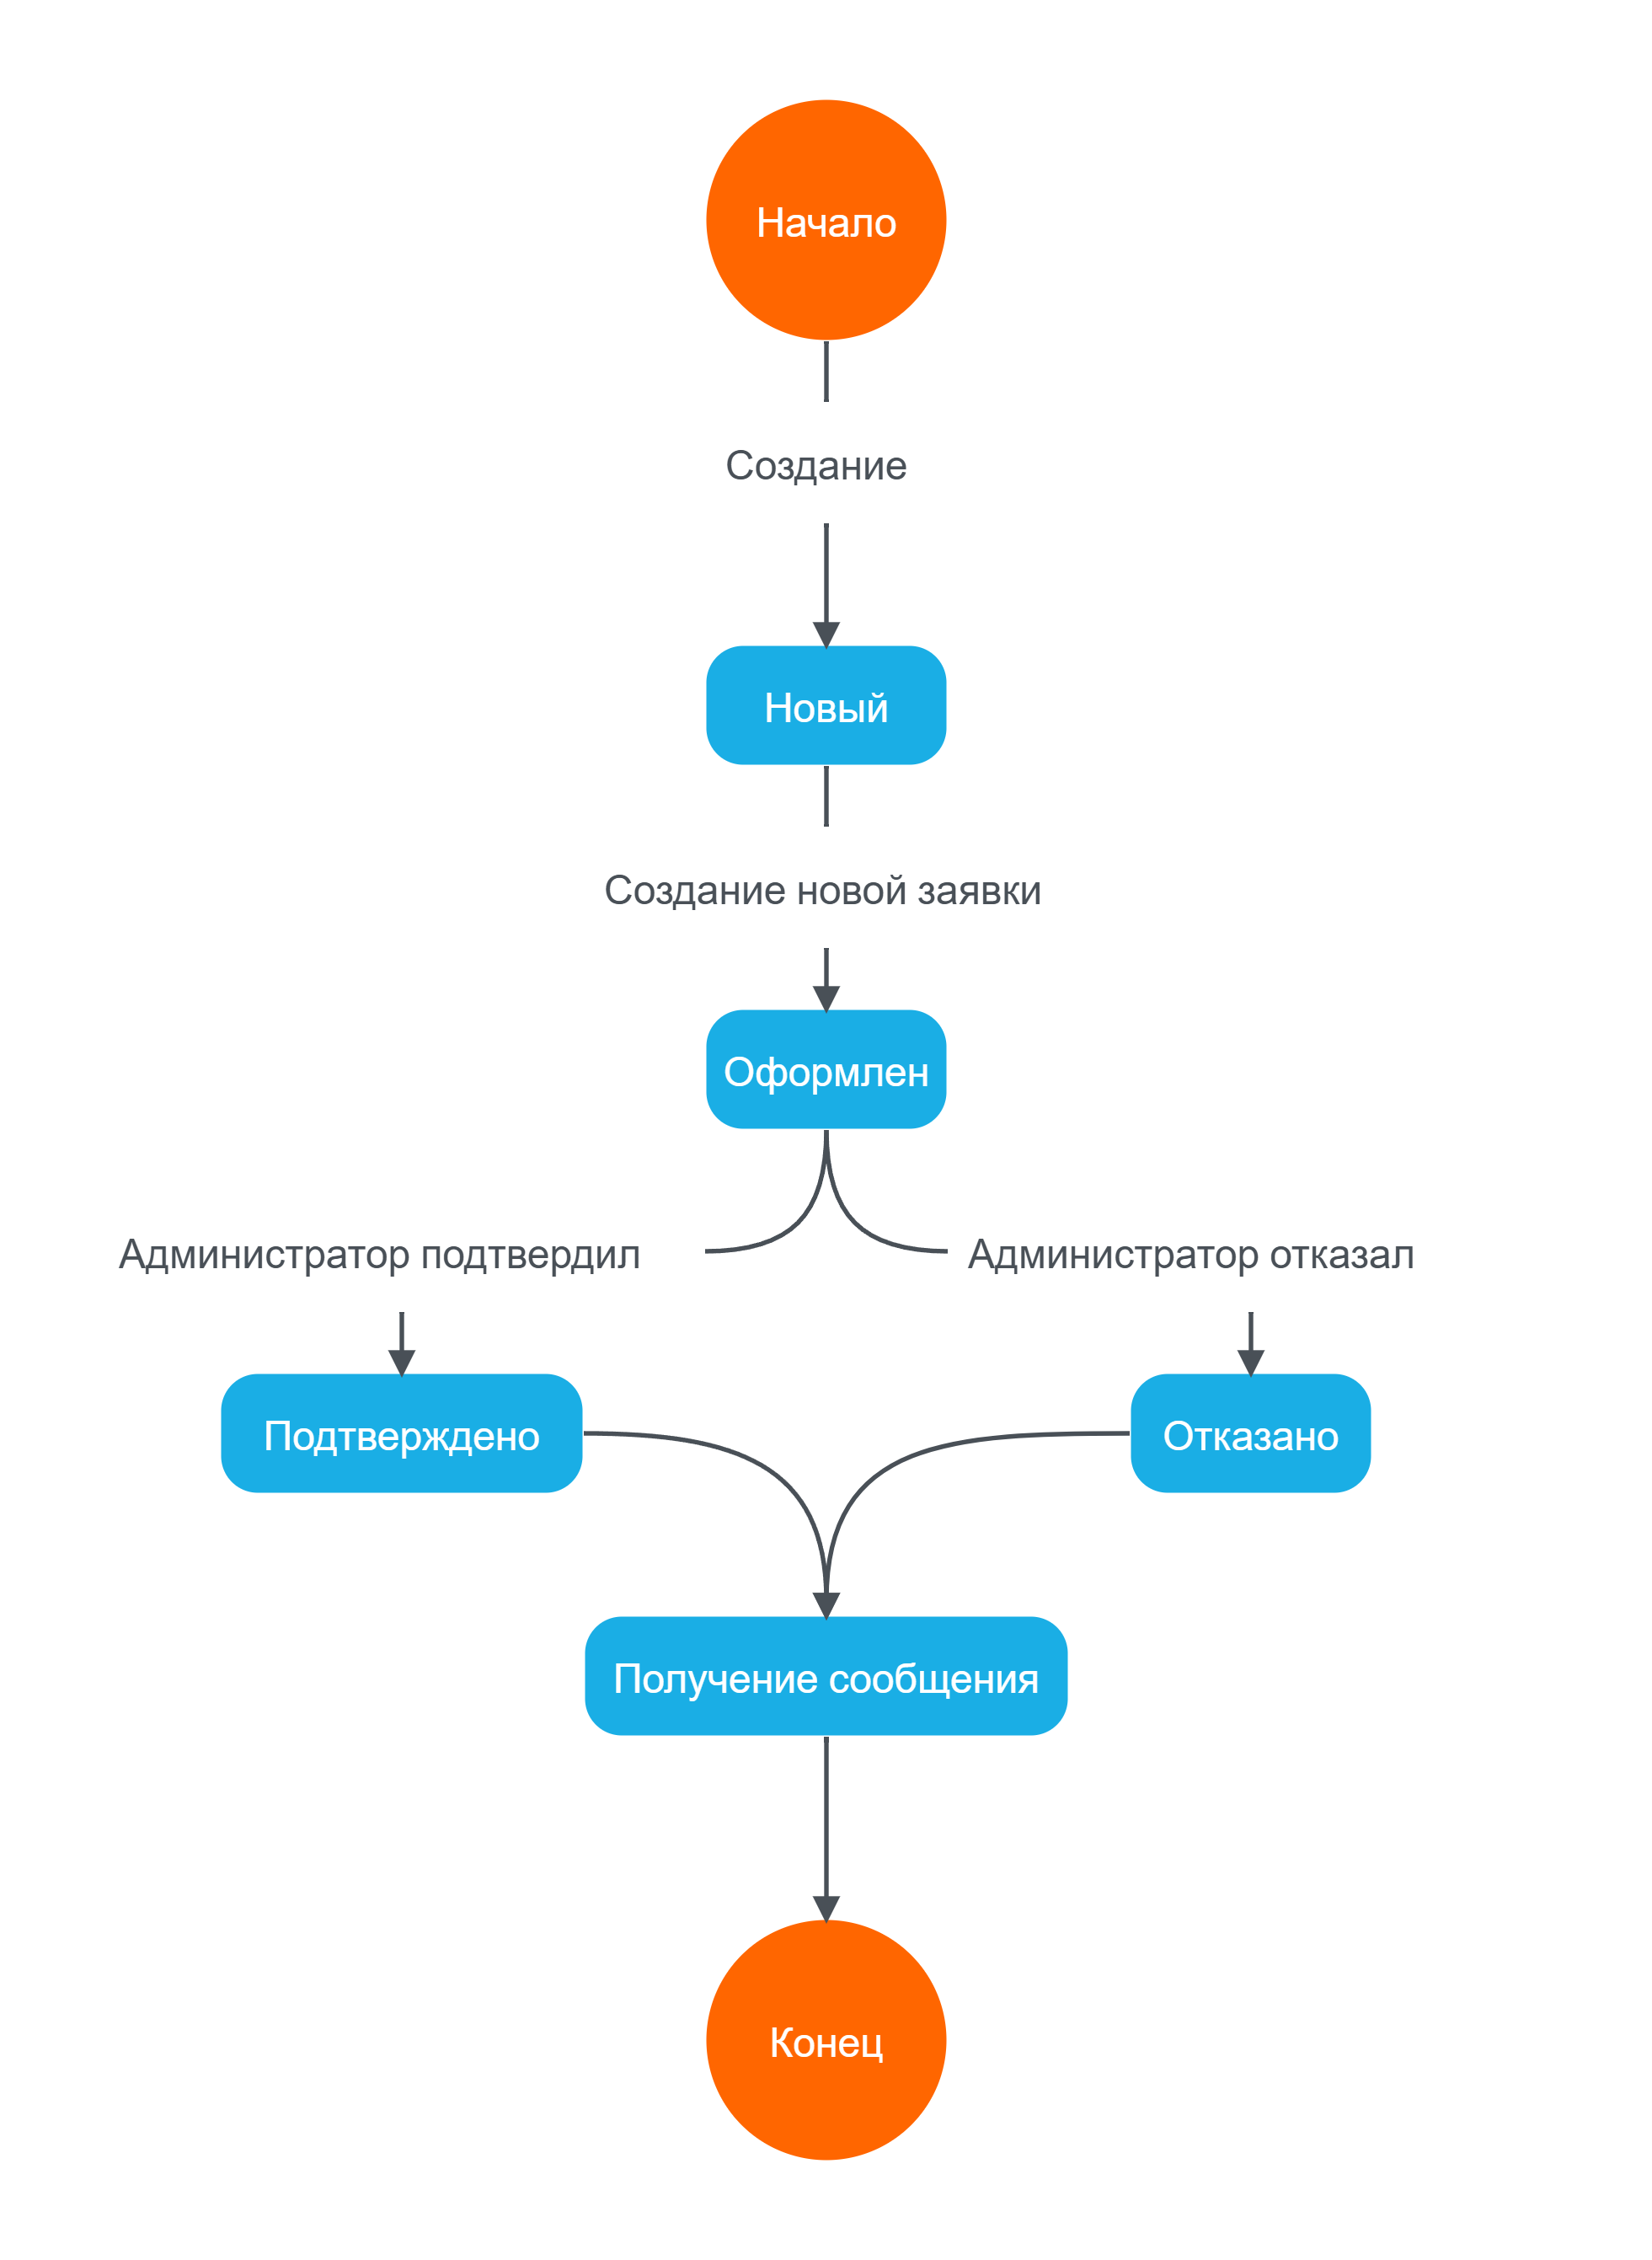 Начало
Создание
Новый
Создание новой заявки
Оформлен
Администратор подтвердил
Администратор отказал
Подтверждено
Отказано
Получение сообщения
Конец